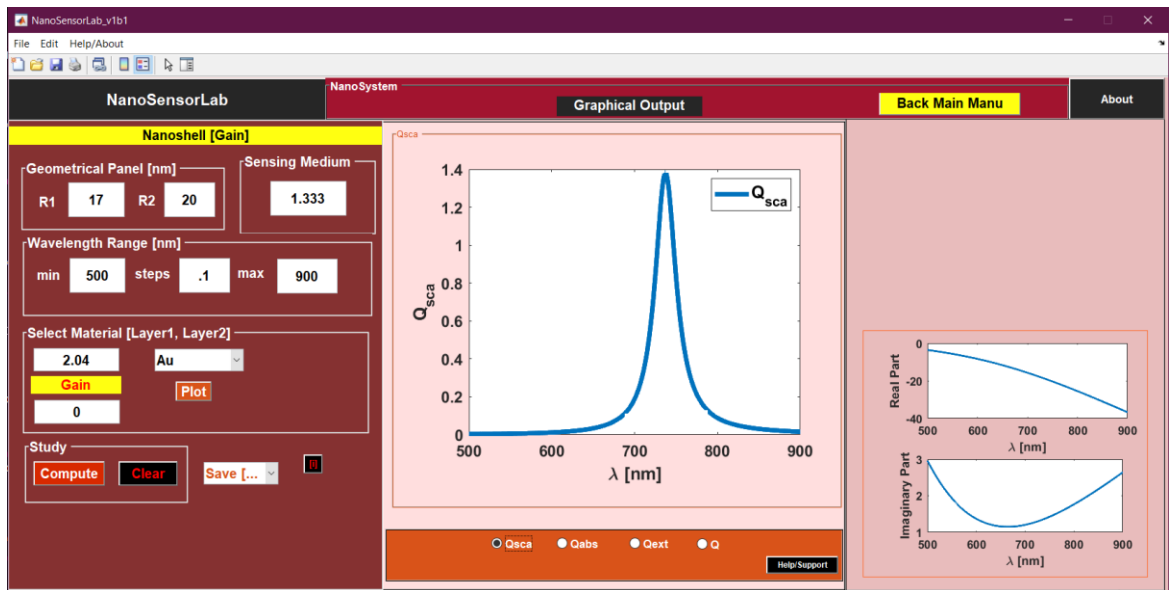 NanoSensorLab_v1b1
File Edit Help/About
NanoSensorLab
NanoSystem
Graphical Output
Back Main Manu
About
Nanoshell [Gain]
Geometrical Panel [nm]
R1 17 R2 20
Sensing Medium
1.333
Wavelength Range [nm]
min 500 steps .1 max 900
Select Material [Layer1, Layer2]
2.04 Au
Gain
Plot
0
Study
Compute Clear Save [...
Qsca
1.4
1.2
1
0.8
0.6
0.4
0.2
0
Qsca
Qsca
500 600 700 800 900
λ [nm]
Qsca Qabs Qext Q
Help/Support
Real Part
0
-20
-40
500 600 700 800 900
λ [nm]
Imaginary Part
3
2
1
500 600 700 800 900
λ [nm]